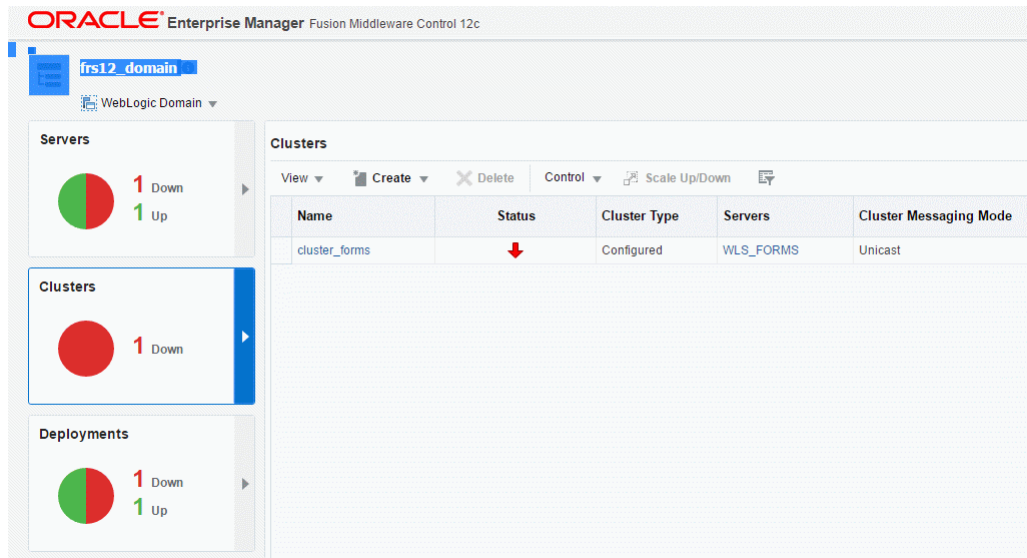 ORACLE Enterprise Manager Fusion Middleware Control 12c
frs12_domain
WebLogic Domain
Servers
1 Down
1 Up
Clusters
1 Down
Deployments
1 Down
1 Up
Clusters
View Create Delete Control Scale Up/Down
Name Status Cluster Type Servers Cluster Messaging Mode
cluster_forms Configured WLS_FORMS Unicast